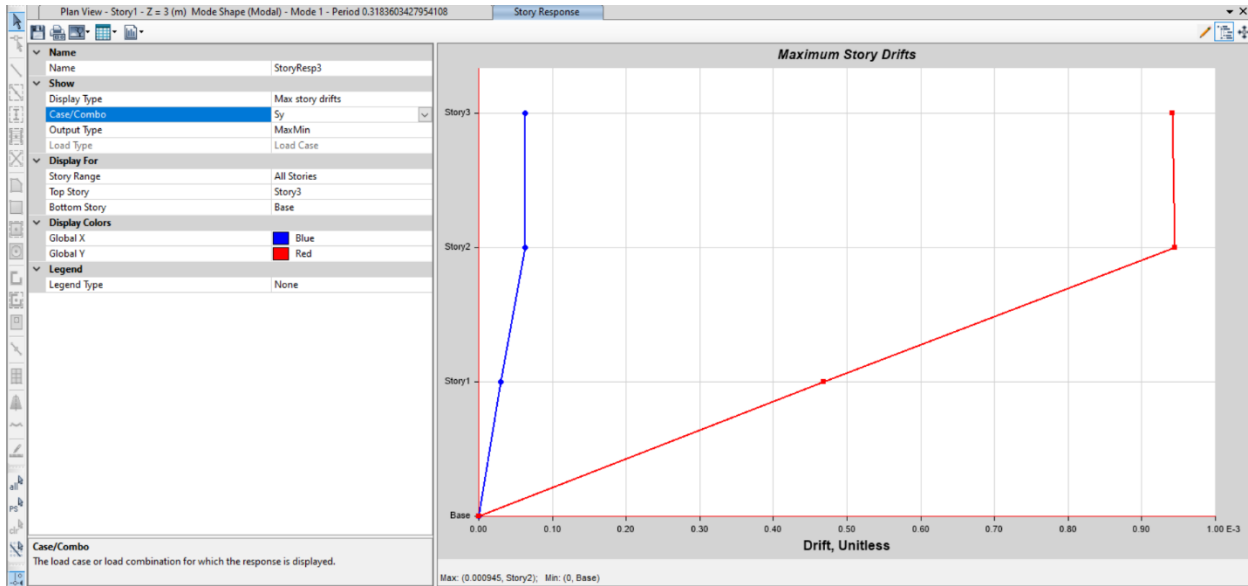 Plan View - Story1 - Z = 3 (m) Mode Shape (Modal) - Mode 1 - Period 0.3183603427954108
Story Response
Name
Name StoryResp3
Show
Display Type Max story drifts
Case/Combo Sy
Output Type MaxMin
Load Type Load Case
Display For
Story Range All Stories
Top Story Story3
Bottom Story Base
Display Colors
Global X Blue
Global Y Red
Legend
Legend Type None
Case/Combo
The load case or load combination for which the response is displayed.
all
PS
clr
Maximum Story Drifts
Story3
Story2
Story1
Base
0.00 0.10 0.20 0.30 0.40 0.50 0.60 0.70 0.80 0.90 1.00 E-3
Drift, Unitless
Max: (0.000945, Story2); Min: (0, Base)